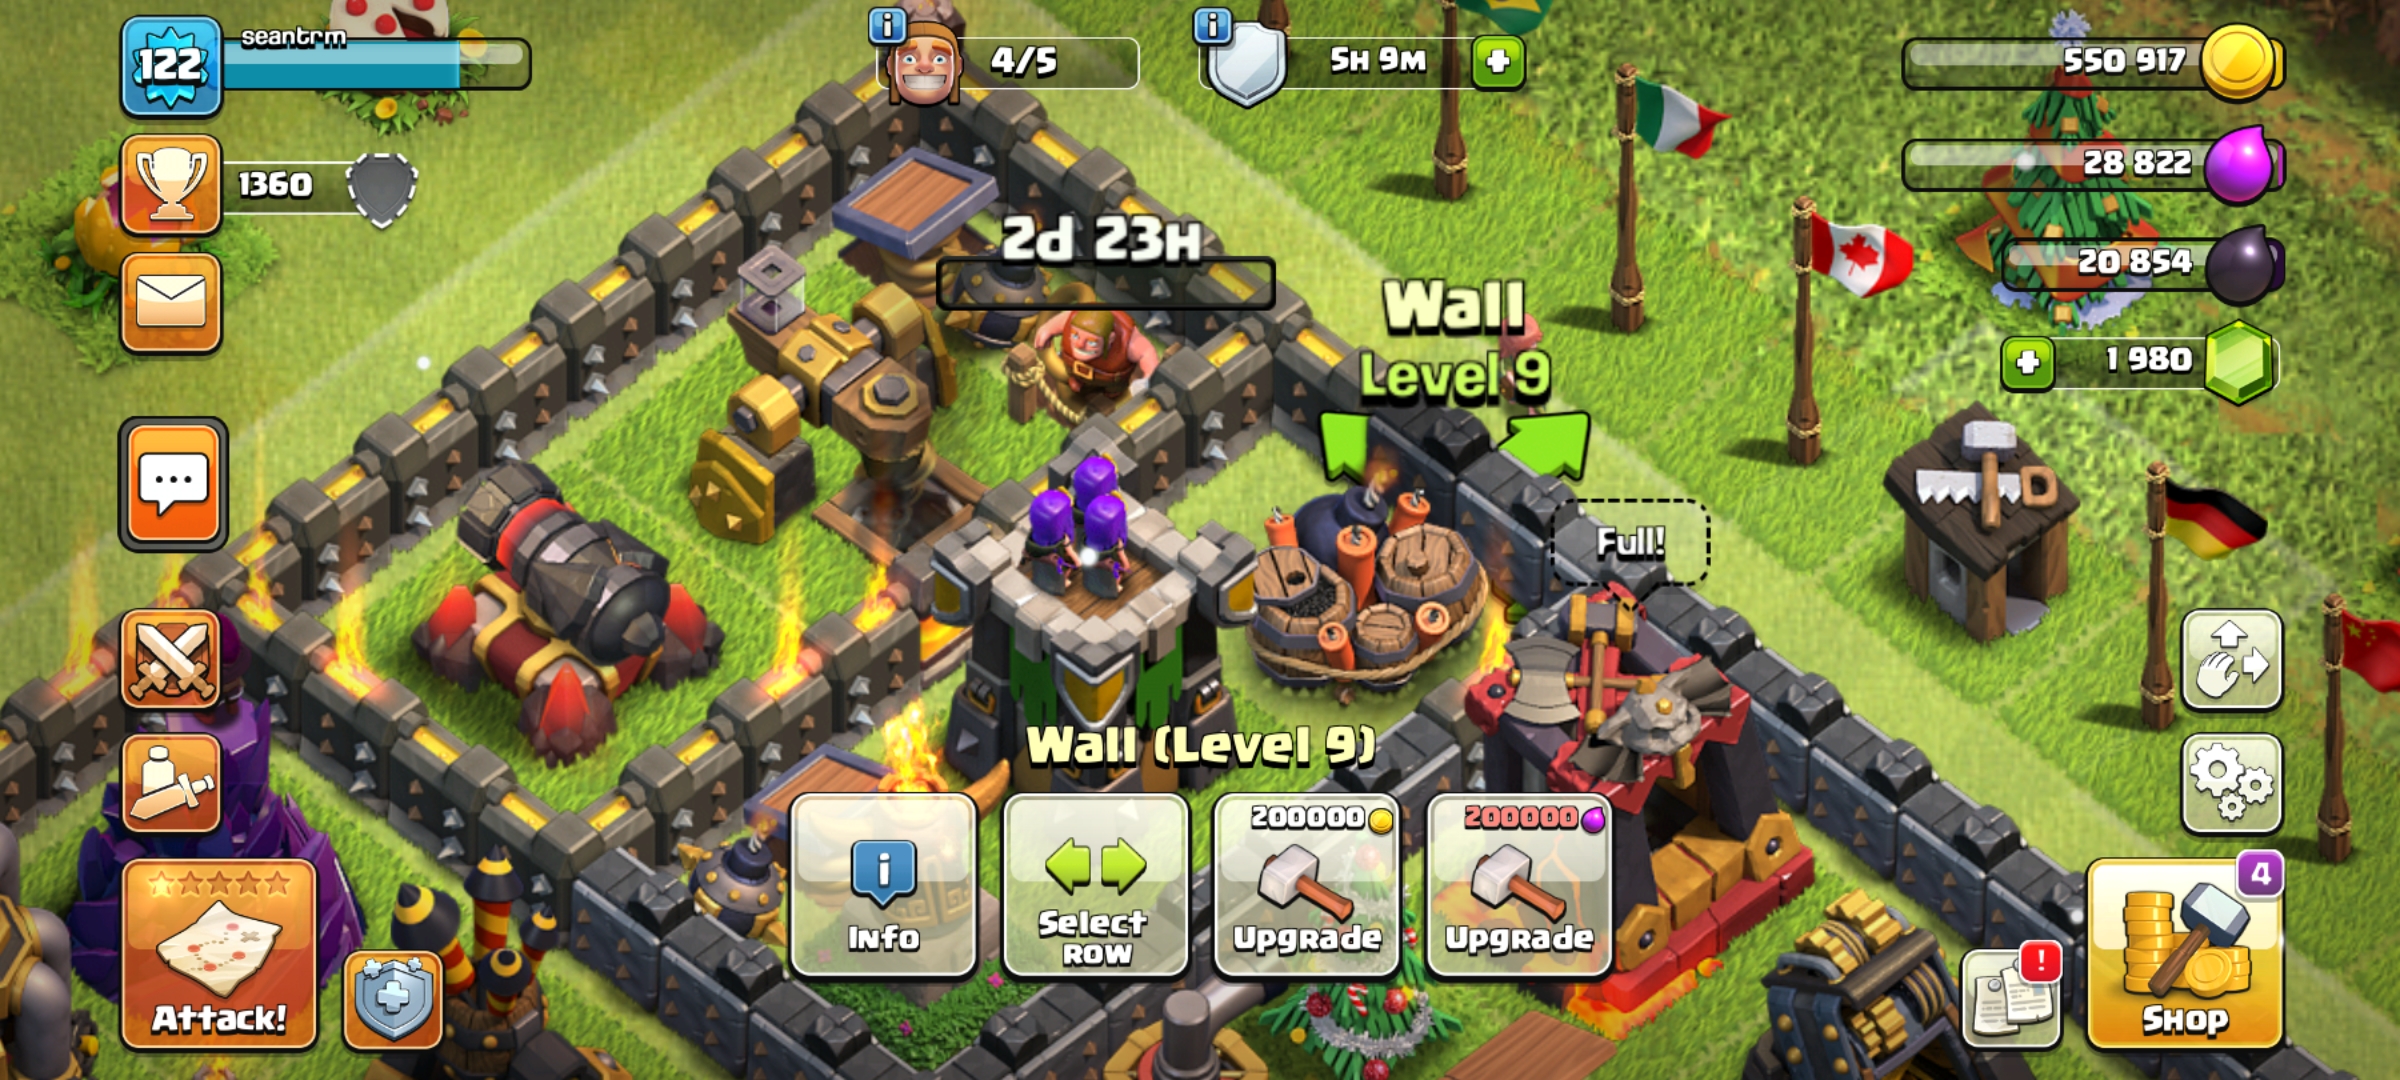 122
seantrm
4/5
5H 9M
550 917
1360
28 822
2d 23H
20 854
Wall
Level 9
1 980
Full!
Wall (Level 9)
Info
Select
Row
200000
Upgrade
200000
Upgrade
Attack!
!
4
Shop